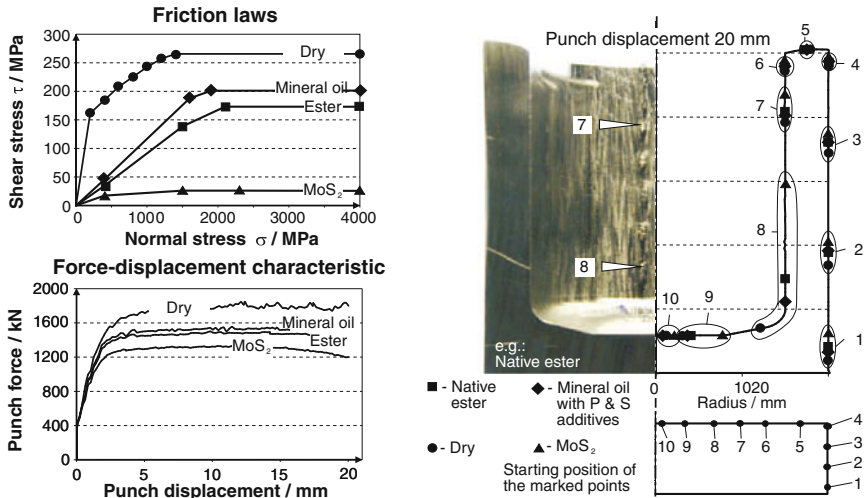 Friction laws
Shear stress τ / MPa
300
250
200
150
100
50
0
Dry
Mineral oil
Ester
MoS2
0 1000 2000 3000 4000
Normal stress σ / MPa
Force-displacement characteristic
Punch force / kN
2000
1600
1200
800
400
0
Dry
Mineral oil
Ester
MoS2
0 5 10 15 20
Punch displacement / mm
Punch displacement 20 mm
7
8
e.g.:
Native ester
5
6
4
7
3
8
2
10
9
1
0 1020
Radius / mm
- Native
ester
- Mineral oil
with P & S
additives
- Dry
- MoS2
Starting position of
the marked points
10 9 8 7 6 5
4
3
2
1